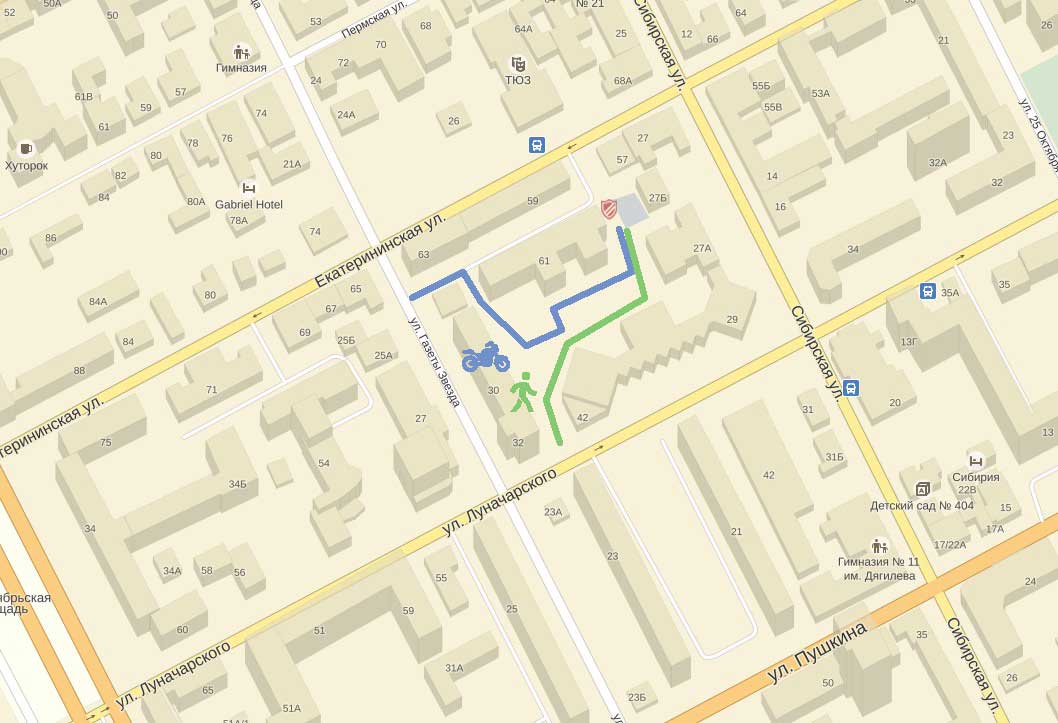 52
50А
50
53
Пермская ул.
68
№ 21
64
Сибирская ул.
26
70
64А
25
12
66
21
Гимназия
72
ТЮЗ
24
68А
55Б
53А
61В
57
59
74
24А
26
55В
ул. 25 Октября
61
78
76
27
23
Хуторок
80
21А
57
32А
82
14
32
84
80А
Gabriel Hotel
78А
59
27Б
16
86
74
Екатерининская ул.
63
61
27А
34
65
84А
80
67
35А
35
69
ул. Газеты Звезда
29
Сибирская ул.
84
25Б
25А
13Г
88
71
30
27
42
31
20
75
32
13
54
31Б
42
Сибирия
34Б
22В
ул. Луначарского
Детский сад № 404
15
34
23А
21
17А
17/22А
23
Гимназия № 11
им. Дягилева
34А
58
56
55
24
25
59
60
51
ул. Пушкина
35
Сибирская ул.
ул. Луначарского
31А
65
50
26
23Б
51А
51А/1